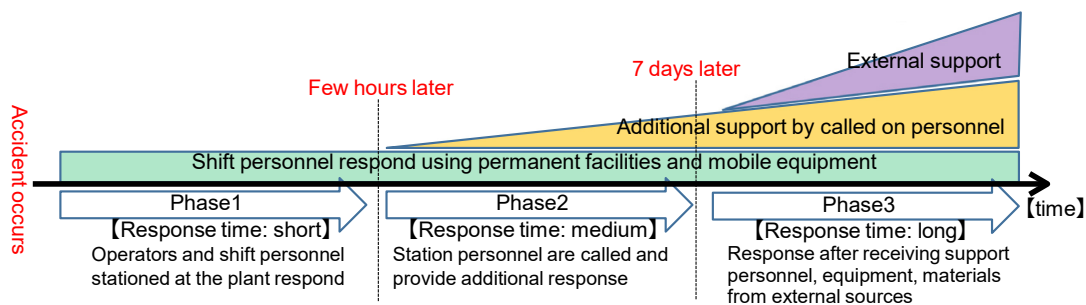 External support
7 days later
Few hours later
Additional support by called on personnel
Accident occurs
Shift personnel respond using permanent facilities and mobile equipment
Phase1
Phase2
Phase3
【time】
【Response time: short】
【Response time: medium】
【Response time: long】
Operators and shift personnel
stationed at the plant respond
Station personnel are called and
provide additional response
Response after receiving support
personnel, equipment, materials
from external sources